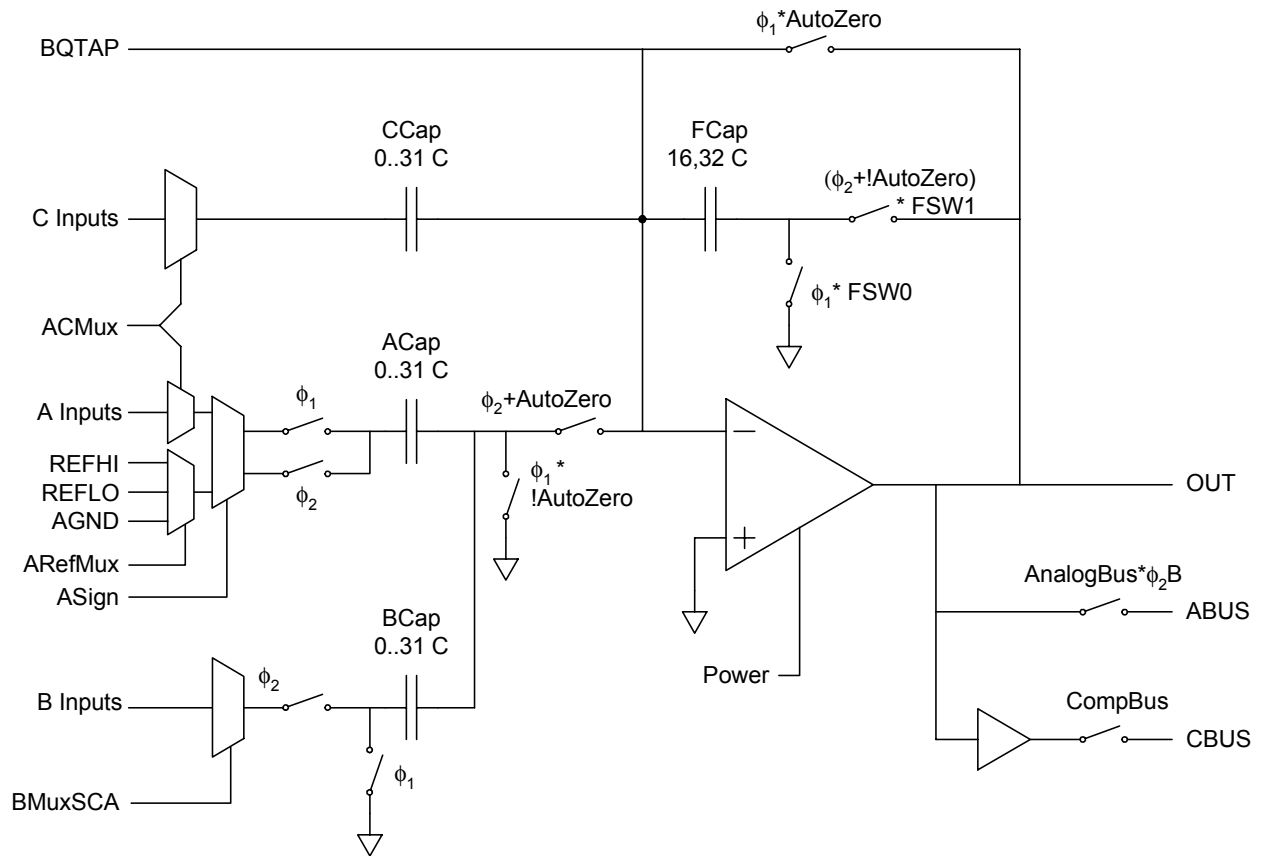 ϕ1*AutoZero
BQTAP
CCap
0..31 C
FCap
16,32 C
(ϕ2+!AutoZero)
* FSW1
C Inputs
ϕ1* FSW0
ACMux
ACap
0..31 C
ϕ1
A Inputs
ϕ2+AutoZero
REFHI
REFLO
AGND
ϕ2
ϕ1 *
!AutoZero
−
+
OUT
ARefMux
ASign
AnalogBus*ϕ2B
ABUS
BCap
0..31 C
Power
ϕ2
B Inputs
CompBus
CBUS
ϕ1
BMuxSCA